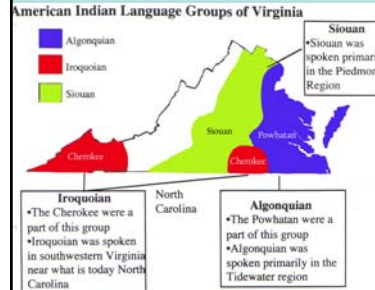 American Indian Language Groups of Virginia
Algonquian
Iroquoian
Siouan
Siouan
•Siouan was
spoken primari
in the Piedmon
Region
Siouan
Powhatan
Cherokee
Cherokee
Iroquoian
•The Cherokee were a
part of this group
•Iroquoian was spoken
in southwestern Virginia
near what is today North
Carolina
North
Carolina
Algonquian
•The Powhatan were a
part of this group
•Algonquian was
spoken primarily in the
Tidewater region